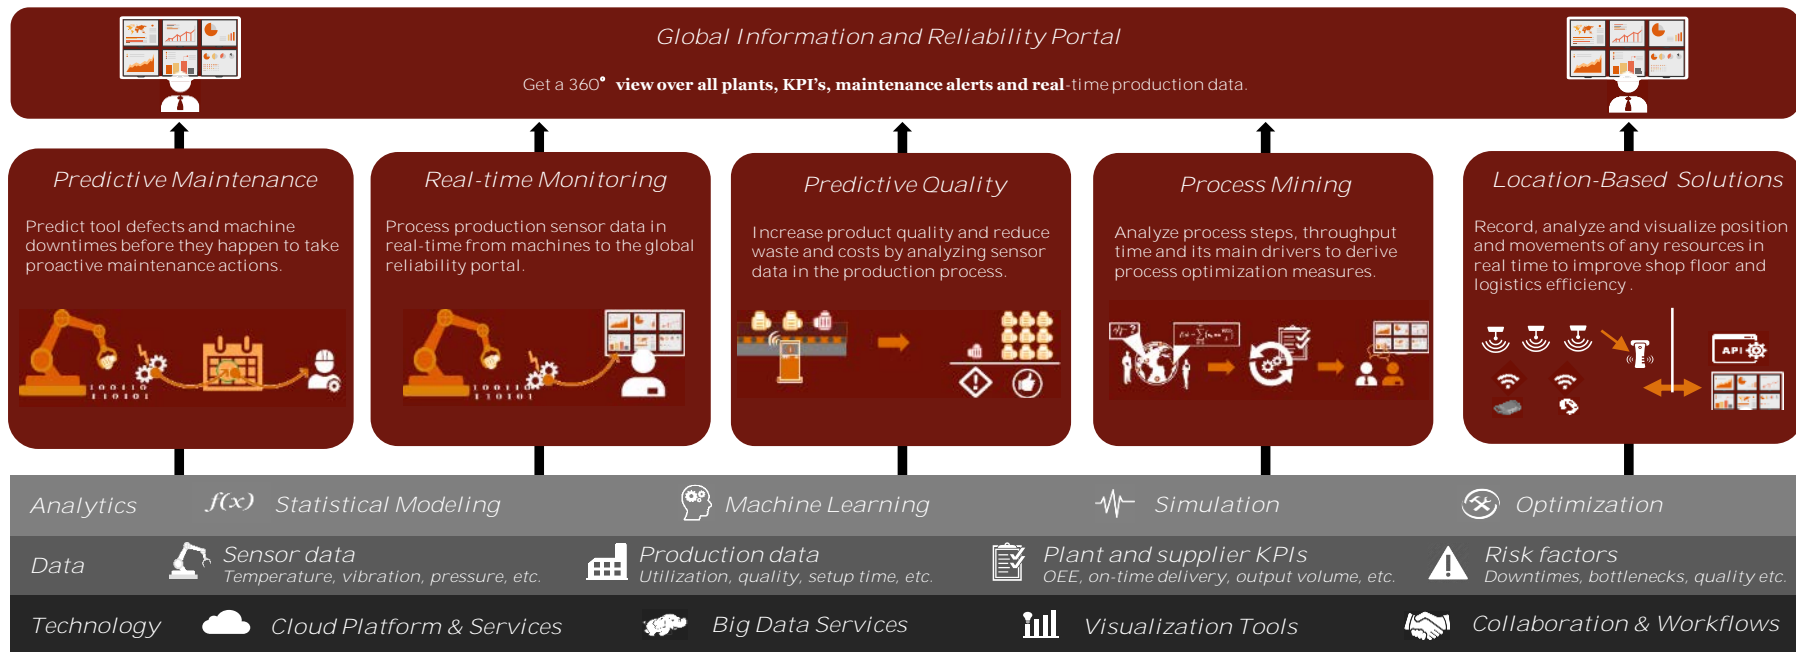 Global Information and Reliability Portal
Get a 360° view over all plants, KPI's, maintenance alerts and real-time production data.
Predictive Maintenance
Predict tool defects and machine
downtimes before they happen to take
proactive maintenance actions.
100110
110101
Real-time Monitoring
Process production sensor data in
real-time from machines to the global
reliability portal.
100110
110101
Predictive Quality
Increase product quality and reduce
waste and costs by analyzing sensor
data in the production process.
Process Mining
Analyze process steps, throughput
time and its main drivers to derive
process optimization measures.
Location-Based Solutions
Record, analyze and visualize position
and movements of any resources in
real time to improve shop floor and
logistics efficiency.
API
Analytics f(x) Statistical Modeling Machine Learning Simulation Optimization
Data
Sensor data
Temperature, vibration, pressure, etc.
Production data
Utilization, quality, setup time, etc.
Plant and supplier KPIs
OEE, on-time delivery, output volume, etc.
Risk factors
Downtimes, bottlenecks, quality etc.
Technology Cloud Platform & Services Big Data Services Visualization Tools Collaboration & Workflows